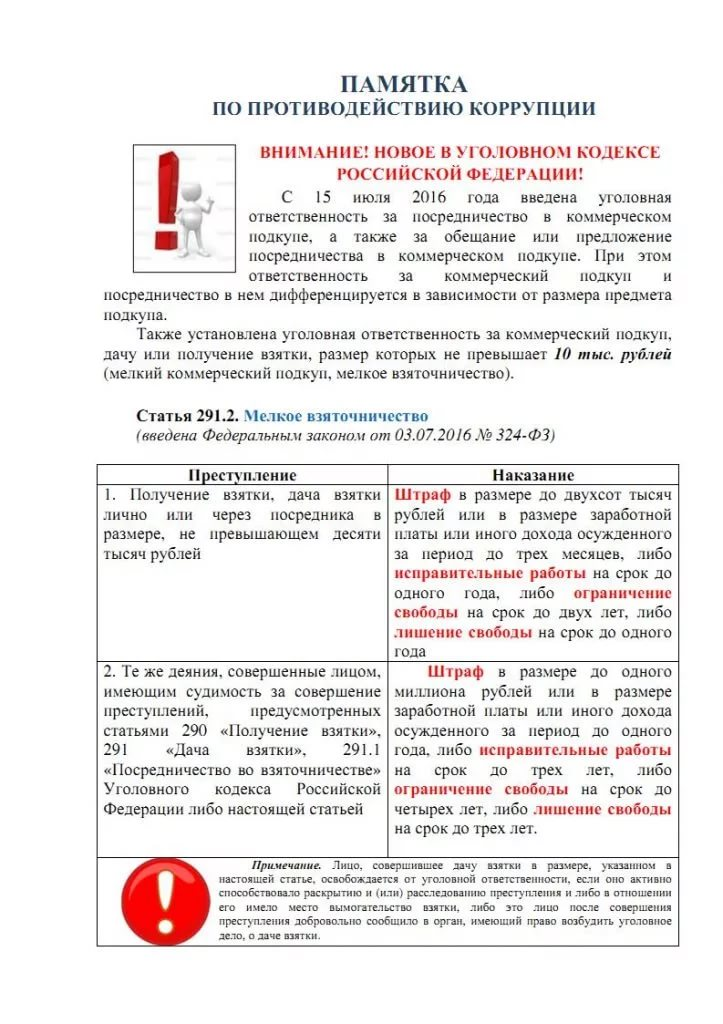 ПАМЯТКА
ПО ПРОТИВОДЕЙСТВИЮ КОРРУПЦИИ
ВНИМАНИЕ! НОВОЕ В УГОЛОВНОМ КОДЕКСЕ
РОССИЙСКОЙ ФЕДЕРАЦИИ!
С 15 июля 2016 года введена уголовная
ответственность за посредничество в коммерческом
подкупе, а также за обещание или предложение
посредничества в коммерческом подкупе. При этом
ответственность за коммерческий подкуп и
посредничество в нем дифференцируется в зависимости от размера предмета
подкупа.
Также установлена уголовная ответственность за коммерческий подкуп,
дачу или получение взятки, размер которых не превышает 10 тыс. рублей
(мелкий коммерческий подкуп, мелкое взяточничество).
Статья 291.2. Мелкое взяточничество
(введена Федеральным законом от 03.07.2016 № 324-ФЗ)
Преступление
1. Получение взятки, дача взятки
лично или через посредника в
размере, не превышающем десяти
тысяч рублей
Наказание
Штраф в размере до двухсот тысяч
рублей или в размере заработной
платы или иного дохода осужденного
за период до трех месяцев, либо
исправительные работы на срок до
одного года, либо ограничение
свободы на срок до двух лет, либо
лишение свободы на срок до одного
года
2. Те же деяния, совершенные лицом,
имеющим судимость за совершение
преступлений, предусмотренных
статьями 290 «Получение взятки»,
291 «Дача взятки», 291.1
«Посредничество во взяточничестве»
Уголовного кодекса Российской
Федерации либо настоящей статьей
Штраф в размере до одного
миллиона рублей или в размере
заработной платы или иного дохода
осужденного за период до одного
года, либо исправительные работы
на срок до трех лет, либо
ограничение свободы на срок до
четырех лет, либо лишение свободы
на срок до трех лет.
Примечание. Лицо, совершившее дачу взятки в размере, указанном в
настоящей статье, освобождается от уголовной ответственности, если оно активно
способствовало раскрытию и (или) расследованию преступления и либо в отношении
его имело место вымогательство взятки, либо это лицо после совершения
преступления добровольно сообщило в орган, имеющий право возбудить уголовное
дело, о даче взятки.